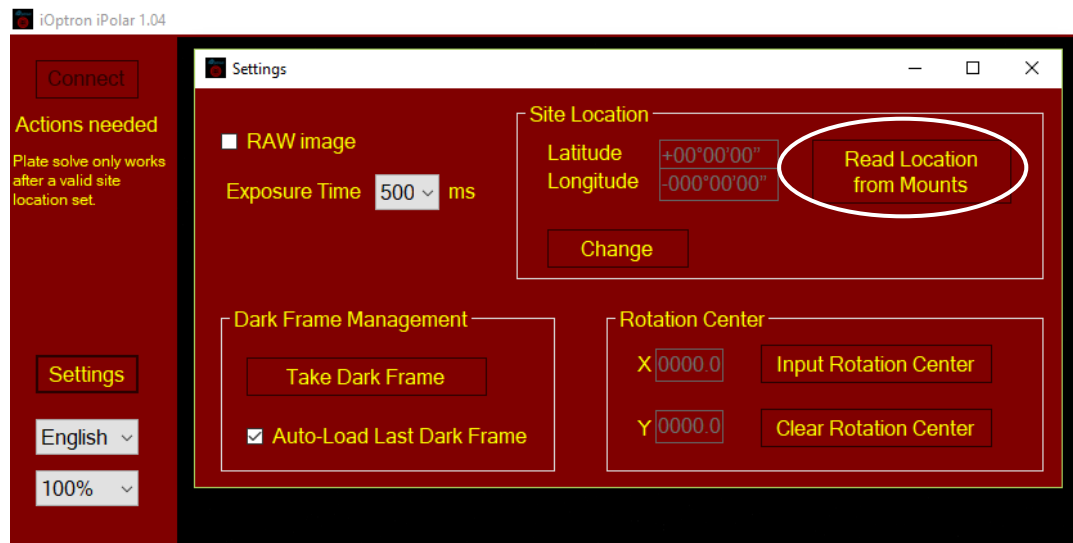 iOptron iPolar 1.04
Connect
Actions needed
Plate solve only works
after a valid site
location set.
Settings
English
100%
Settings
RAW image
Exposure Time 500 ms
Site Location
Latitude +00°00'00"
Longitude -000°00'00"
Read Location
from Mounts
Change
Dark Frame Management
Take Dark Frame
Auto-Load Last Dark Frame
Rotation Center
X 0000.0 Input Rotation Center
Y 0000.0 Clear Rotation Center